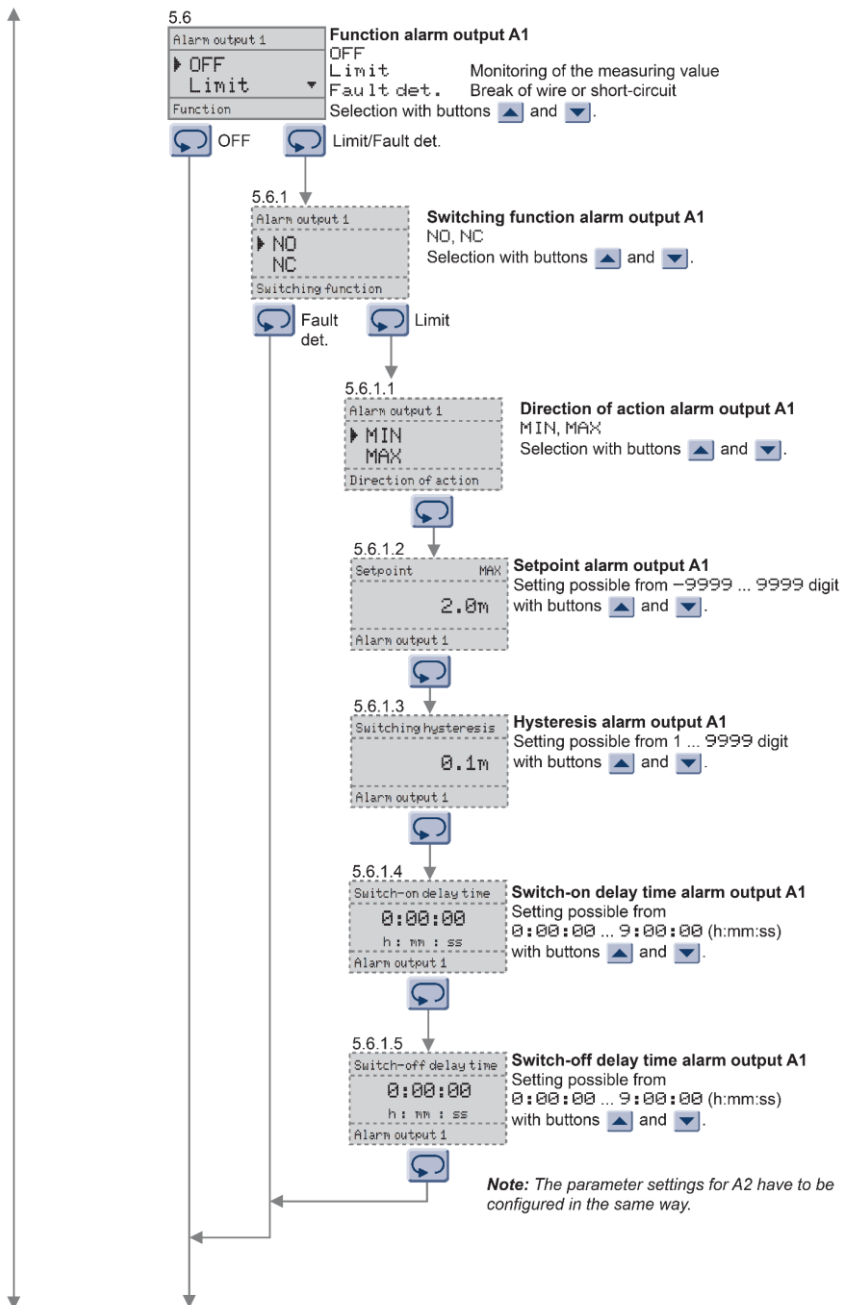 5.6
Alarm output 1
OFF
Limit
Function
Function alarm output A1
OFF
Limit Monitoring of the measuring value
Fault det. Break of wire or short-circuit
Selection with buttons and .
OFF
Limit/Fault det.
5.6.1
Alarm output 1
NO
NC
Switching function
Switching function alarm output A1
NO, NC
Selection with buttons and .
Fault
det.
Limit
5.6.1.1
Alarm output 1
MIN
MAX
Direction of action
Direction of action alarm output A1
MIN, MAX
Selection with buttons and .
5.6.1.2
Setpoint MAX
2.0m
Alarm output 1
Setpoint alarm output A1
Setting possible from −9999 ... 9999 digit
with buttons and .
5.6.1.3
Switching hysteresis
0.1m
Alarm output 1
Hysteresis alarm output A1
Setting possible from 1 ... 9999 digit
with buttons and .
5.6.1.4
Switch-on delay time
0:00:00
h: mm : ss
Alarm output 1
Switch-on delay time alarm output A1
Setting possible from
0:00:00 ... 9:00:00 (h:mm:ss)
with buttons and .
5.6.1.5
Switch-off delay time
0:00:00
h: mm : ss
Alarm output 1
Switch-off delay time alarm output A1
Setting possible from
0:00:00 ... 9:00:00 (h:mm:ss)
with buttons and .
Note: The parameter settings for A2 have to be
configured in the same way.